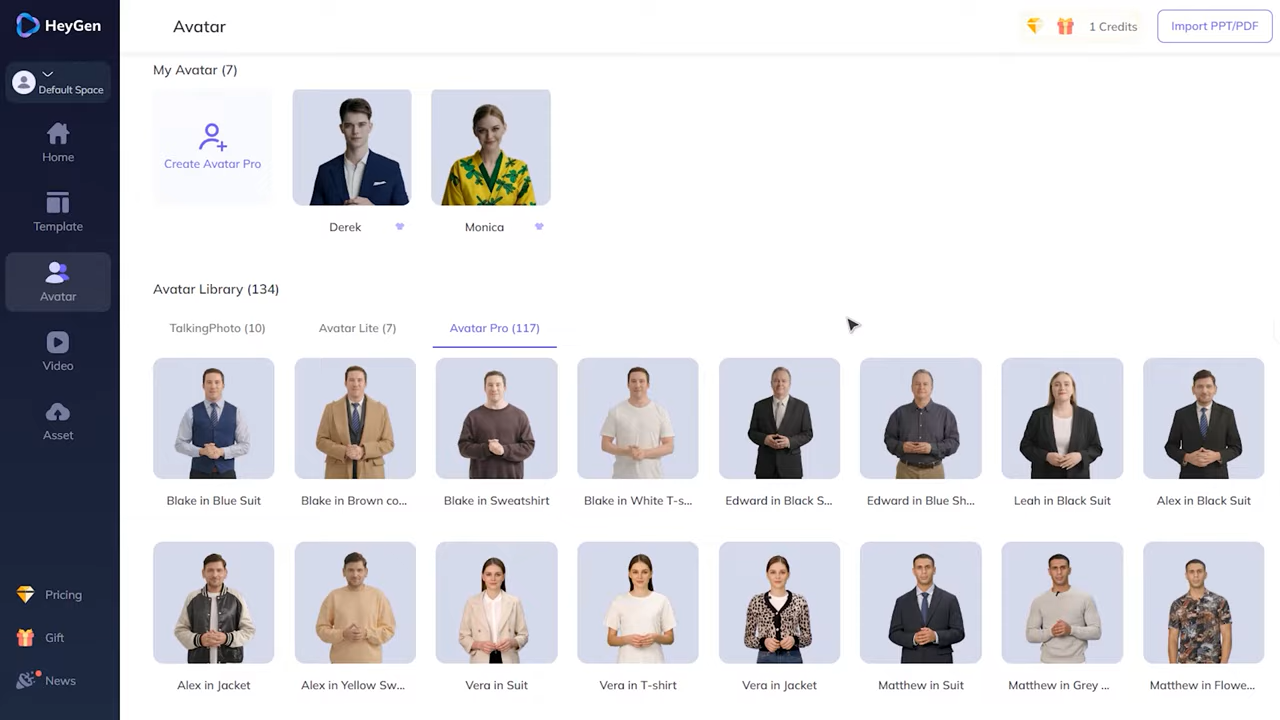 HeyGen
Default Space
Home
Template
Avatar
Video
Asset
Pricing
Gift
News
Avatar
1 Credits
Import PPT/PDF
My Avatar (7)
Create Avatar Pro
Derek
Monica
Avatar Library (134)
TalkingPhoto (10)
Avatar Lite (7)
Avatar Pro (117)
Blake in Blue Suit
Blake in Brown co...
Blake in Sweatshirt
Blake in White T-s...
Edward in Black S...
Edward in Blue Sh...
Leah in Black Suit
Alex in Black Suit
Alex in Jacket
Alex in Yellow Sw...
Vera in Suit
Vera in T-shirt
Vera in Jacket
Matthew in Suit
Matthew in Grey ...
Matthew in Flowe...